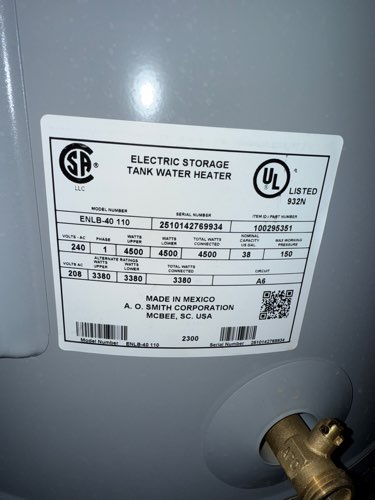 CSA
LLC
ELECTRIC STORAGE
TANK WATER HEATER
UL
LISTED
932N
MODEL NUMBER SERIAL NUMBER ITEM ID / PART NUMBER
ENLB-40 110 2510142769934 100295351
VOLTS - AC PHASE WATTS UPPER WATTS LOWER TOTAL WATTS CONNECTED NOMINAL CAPACITY US GAL. MAX WORKING PRESSURE
240 1 4500 4500 4500 38 150
VOLTS AC ALTERNATE RATINGS WATTS UPPER WATTS LOWER TOTAL WATTS CONNECTED CIRCUIT
208 3380 3380 3380 A6
MADE IN MEXICO
A. O. SMITH CORPORATION
MCBEE, SC. USA
2300
Model Number ENLB-40 110 Serial Number 2510142769934